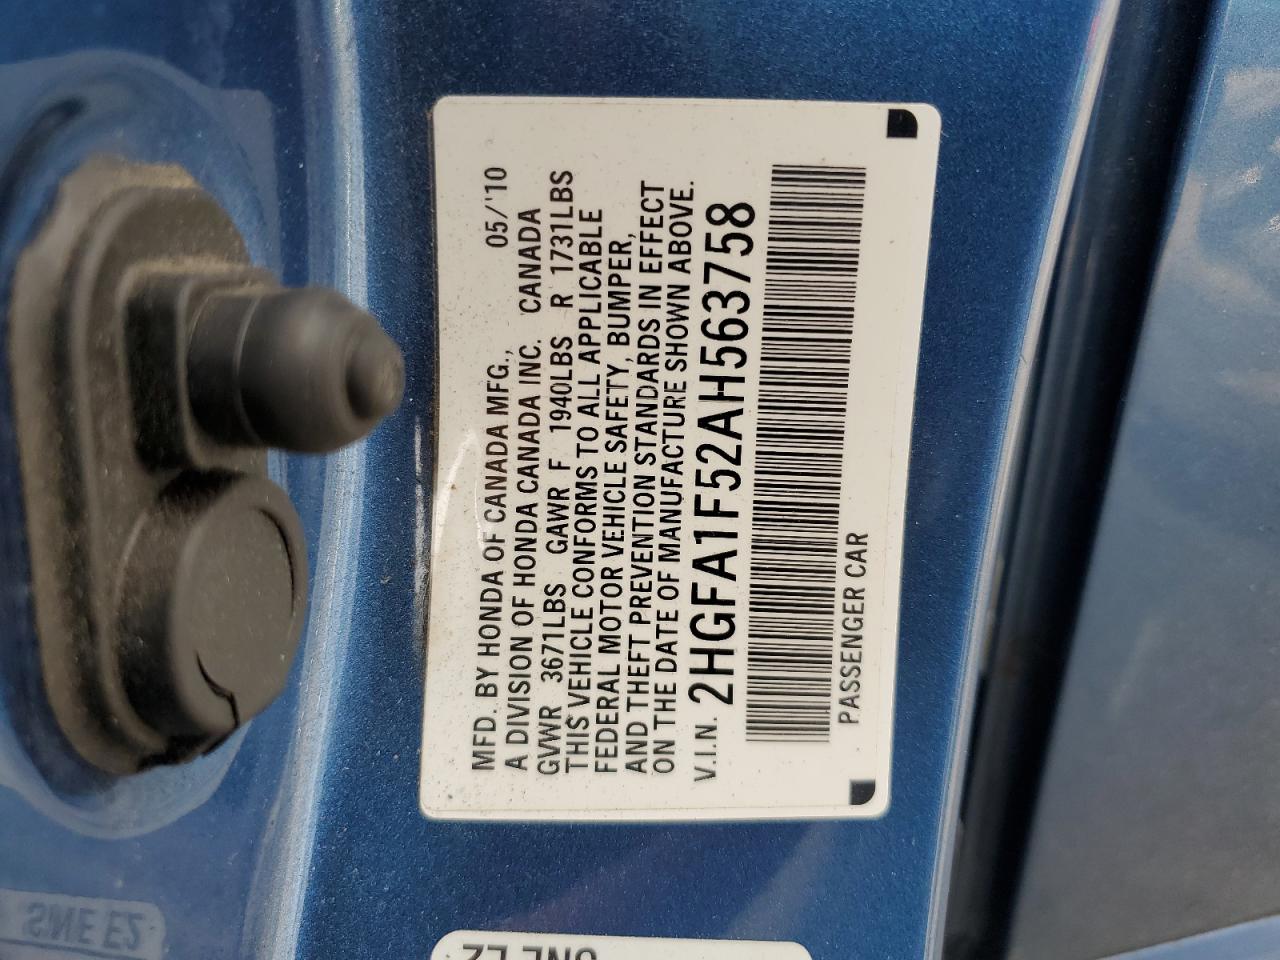 MFD. BY HONDA OF CANADA MFG., 05/'10
A DIVISION OF HONDA CANADA INC. CANADA
GVWR 3671LBS GAWR F 1940LBS R 1731LBS
THIS VEHICLE CONFORMS TO ALL APPLICABLE
FEDERAL MOTOR VEHICLE SAFETY, BUMPER,
AND THEFT PREVENTION STANDARDS IN EFFECT
ON THE DATE OF MANUFACTURE SHOWN ABOVE.
V.I.N. 2HGFA1F52AH563758
PASSENGER CAR